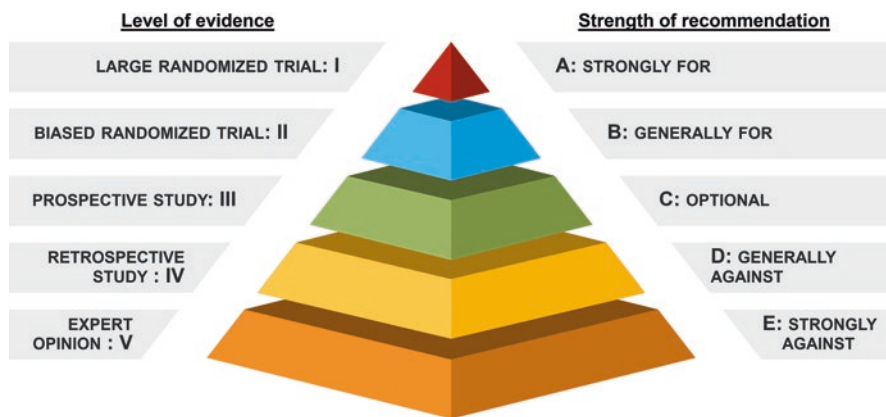 Level of evidence
Strength of recommendation
LARGE RANDOMIZED TRIAL: I
A: STRONGLY FOR
BIASED RANDOMIZED TRIAL: II
B: GENERALLY FOR
PROSPECTIVE STUDY: III
C: OPTIONAL
RETROSPECTIVE
STUDY : IV
D: GENERALLY
AGAINST
EXPERT
OPINION : V
E: STRONGLY
AGAINST